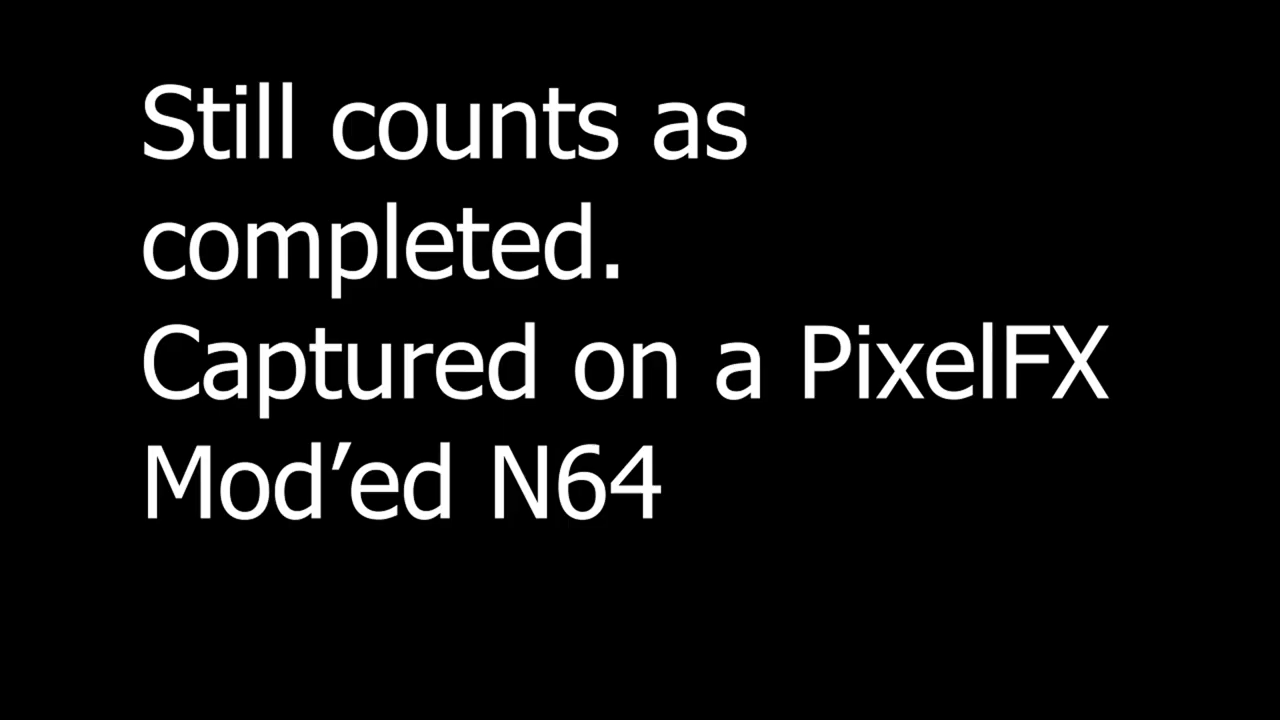 Still counts as
completed.
Captured on a PixelFX
Mod’ed N64